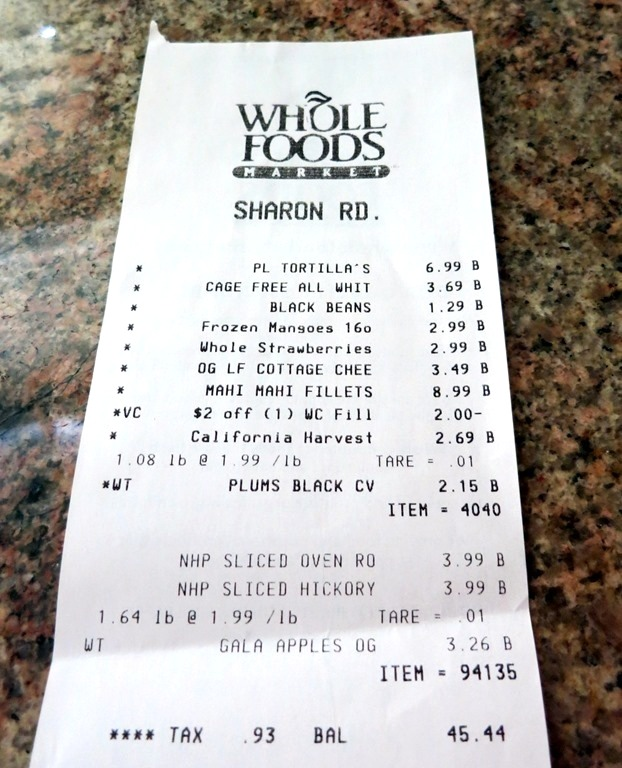 WHOLE
FOODS
MARKET
SHARON RD.
* PL TORTILLA'S 6.99 B
* CAGE FREE ALL WHIT 3.69 B
* BLACK BEANS 1.29 B
* Frozen Mangoes 16o 2.99 B
* Whole Strawberries 2.99 B
* OG LF COTTAGE CHEE 3.49 B
* MAHI MAHI FILLETS 8.99 B
*VC $2 off (1) WC Fill 2.00-
* California Harvest 2.69 B
1.08 lb @ 1.99 /lb TARE = .01
*WT PLUMS BLACK CV 2.15 B
ITEM = 4040
NHP SLICED OVEN RO 3.99 B
NHP SLICED HICKORY 3.99 B
1.64 lb @ 1.99 /lb TARE = .01
WT GALA APPLES OG 3.26 B
ITEM = 94135
**** TAX .93 BAL 45.44